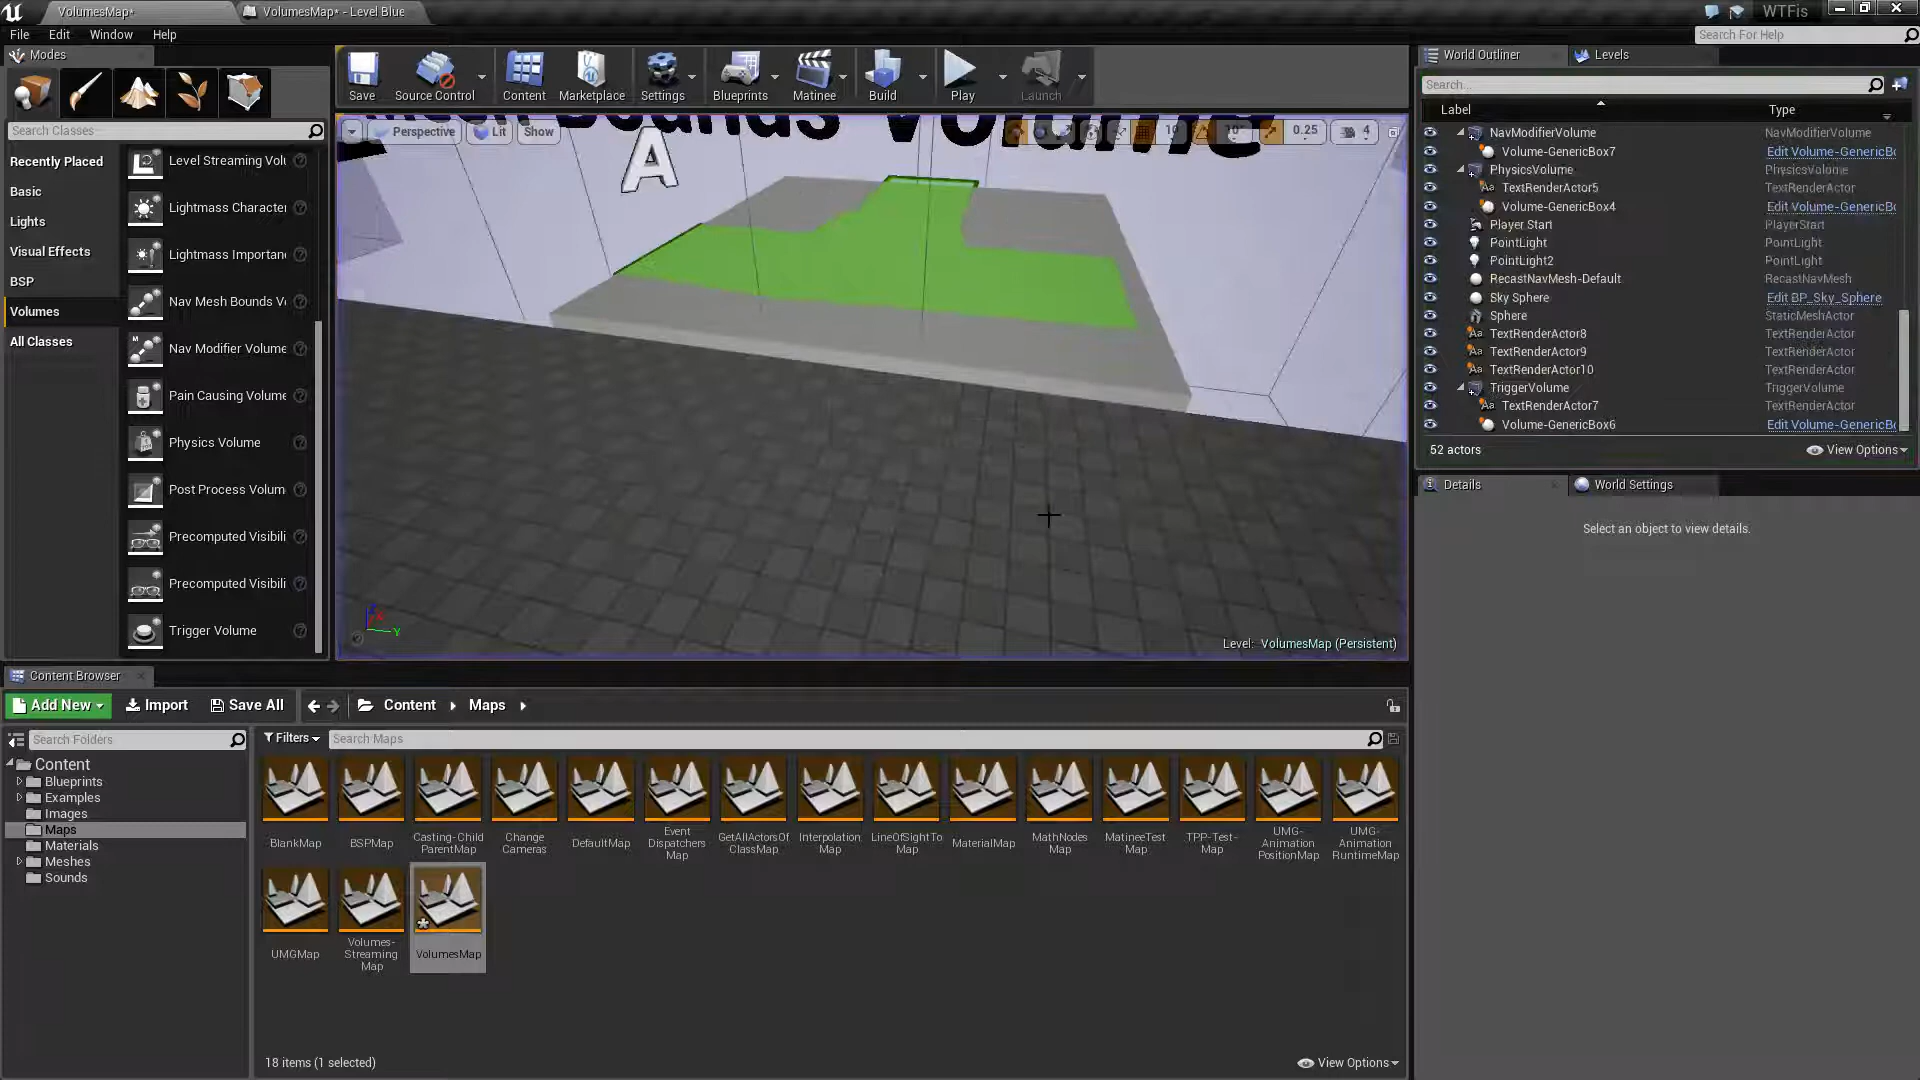 VolumesMap*
VolumesMap* - Level Blue
WTFis
File
Edit
Window
Help
Search For Help
Modes
Search Classes
Recently Placed
Basic
Lights
Visual Effects
BSP
Volumes
All Classes
Level Streaming Volu
Lightmass Character
Lightmass Importan
Nav Mesh Bounds V
Nav Modifier Volume
Pain Causing Volume
Physics Volume
Post Process Volum
Precomputed Visibili
Precomputed Visibili
Trigger Volume
Save
Source Control
Content
Marketplace
Settings
Blueprints
Matinee
Build
Play
Launch
Perspective
Lit
Show
10
10°
0.25
4
Bounds Volume
A
Z
X
Y
Level: VolumesMap (Persistent)
World Outliner
Levels
Search...
Label
Type
NavModifierVolume NavModifierVolume
Volume-GenericBox7 Edit Volume-GenericBo
PhysicsVolume PhysicsVolume
TextRenderActor5 TextRenderActor
Volume-GenericBox4 Edit Volume-GenericBo
Player Start PlayerStart
PointLight PointLight
PointLight2 PointLight
RecastNavMesh-Default RecastNavMesh
Sky Sphere Edit BP_Sky_Sphere
Sphere StaticMeshActor
TextRenderActor8 TextRenderActor
TextRenderActor9 TextRenderActor
TextRenderActor10 TextRenderActor
TriggerVolume TriggerVolume
TextRenderActor7 TextRenderActor
Volume-GenericBox6 Edit Volume-GenericBo
52 actors
View Options
Details
World Settings
Select an object to view details.
Content Browser
Add New
Import
Save All
Content
Maps
Search Folders
Filters
Search Maps
Content
Blueprints
Examples
Images
Maps
Materials
Meshes
Sounds
BlankMap
BSPMap
Casting-Child
ParentMap
Change
Cameras
DefaultMap
Event
Dispatchers
Map
GetAllActorsOf
ClassMap
Interpolation
Map
LineOfSightTo
Map
MaterialMap
MathNodes
Map
MatineeTest
Map
TPP-Test-
Map
UMG-
Animation
PositionMap
UMG-
Animation
RuntimeMap
UMGMap
Volumes-
Streaming
Map
VolumesMap
18 items (1 selected)
View Options